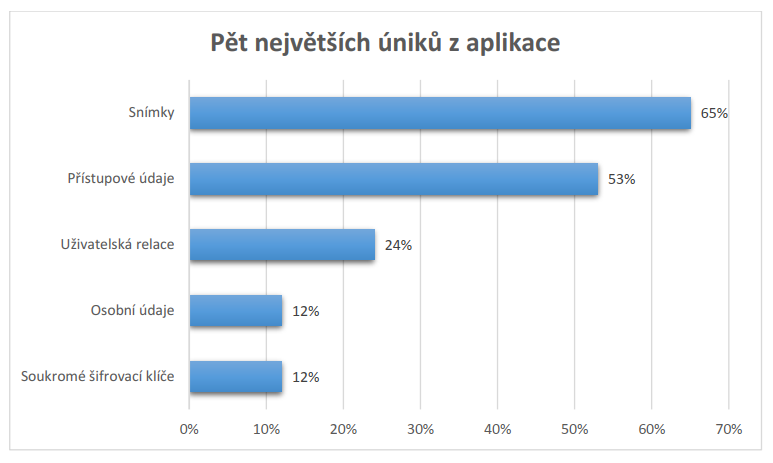 Pět největších úniků z aplikace
Snímky
65%
Přístupové údaje
53%
Uživatelská relace
24%
Osobní údaje
12%
Soukromé šifrovací klíče
12%
0% 10% 20% 30% 40% 50% 60% 70%